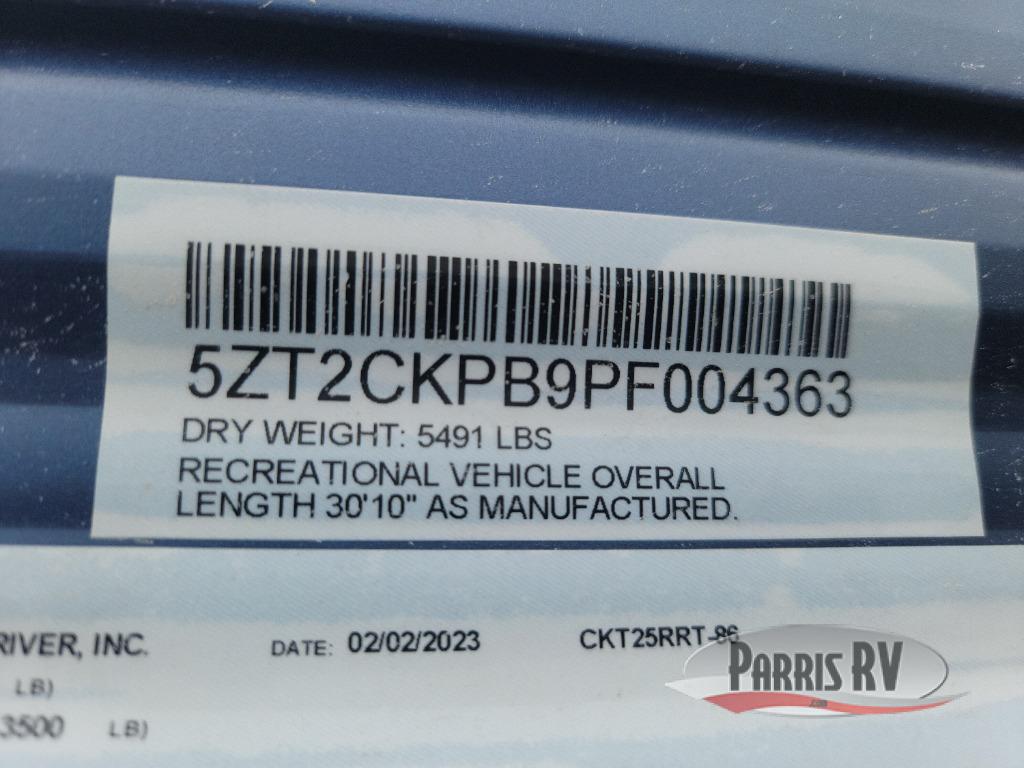 5ZT2CKPB9PF004363
DRY WEIGHT: 5491 LBS
RECREATIONAL VEHICLE OVERALL
LENGTH 30'10" AS MANUFACTURED.
RIVER, INC. DATE: 02/02/2023 CKT25RRT-86
LB)
3500 LB)
PARRIS RV
.com